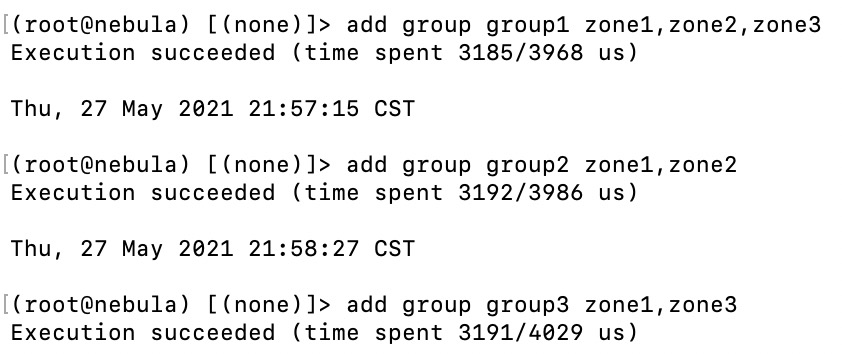 [(root@nebula) [(none)]> add group group1 zone1,zone2,zone3
Execution succeeded (time spent 3185/3968 us)
Thu, 27 May 2021 21:57:15 CST
[(root@nebula) [(none)]> add group group2 zone1,zone2
Execution succeeded (time spent 3192/3986 us)
Thu, 27 May 2021 21:58:27 CST
[(root@nebula) [(none)]> add group group3 zone1,zone3
Execution succeeded (time spent 3191/4029 us)